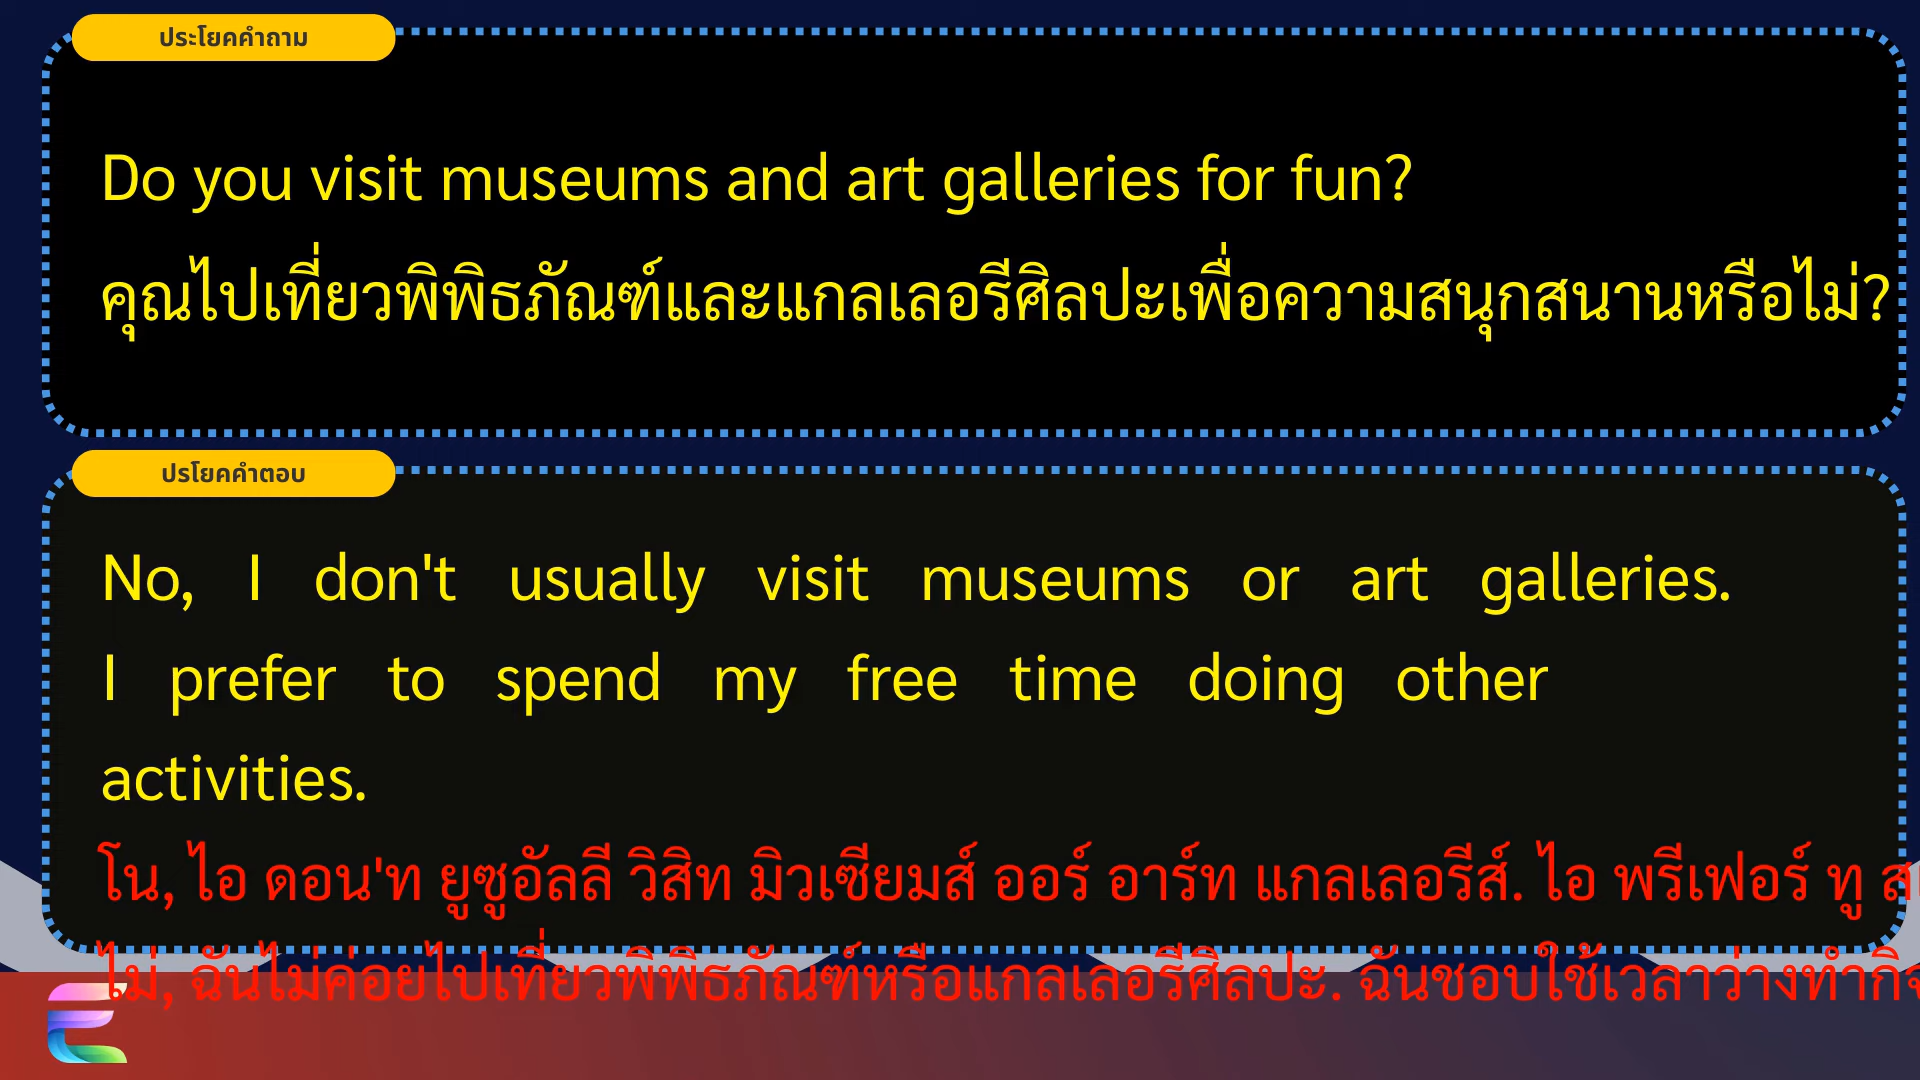 ประโยคคำถาม
Do you visit museums and art galleries for fun?
คุณไปเที่ยวพิพิธภัณฑ์และแกลเลอรีศิลปะเพื่อความสนุกสนานหรือไม่?
ปรโยคคำตอบ
No, I don't usually visit museums or art galleries.
I prefer to spend my free time doing other
activities.
โน, ไอ ดอน'ท ยูซูอัลลี วิสิท มิวเซียมส์ ออร์ อาร์ท แกลเลอรีส์. ไอ พรีเฟอร์ ทู
ไม่, ฉันไม่ค่อยไปเที่ยวพิพิธภัณฑ์หรือแกลเลอรีศิลปะ. ฉันชอบใช้เวลาว่างทำกิจ